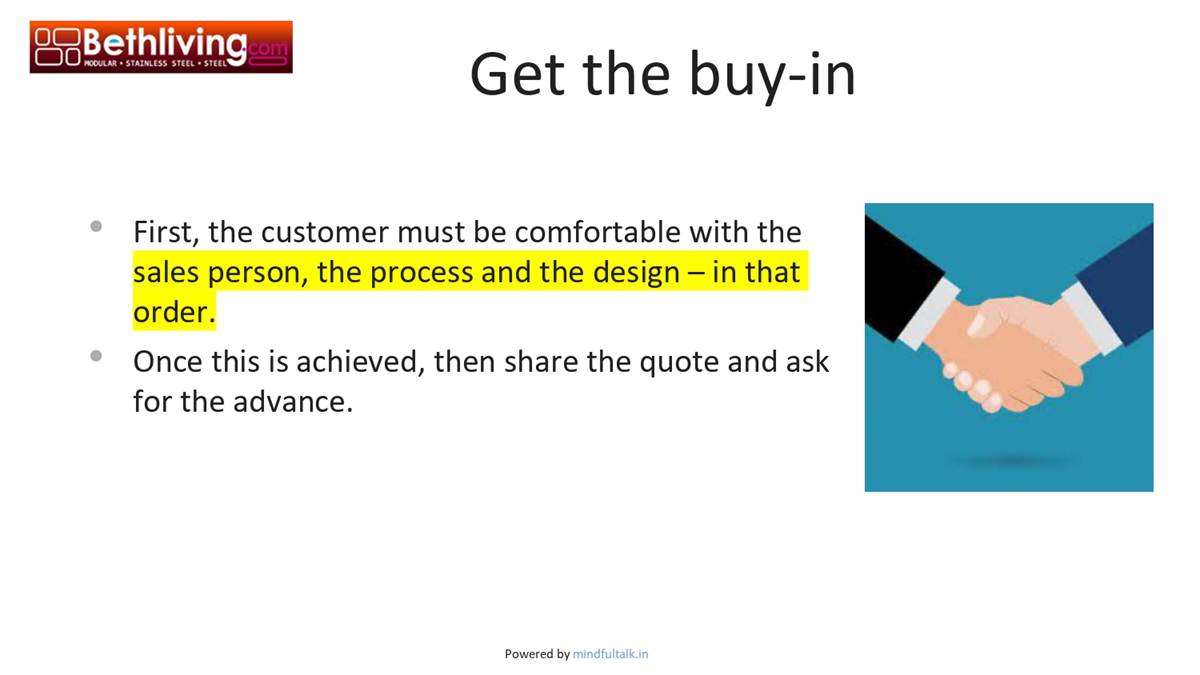 Bethliving.com
MODULAR • STAINLESS STEEL • STEEL
Get the buy-in
• First, the customer must be comfortable with the
sales person, the process and the design – in that
order.
• Once this is achieved, then share the quote and ask
for the advance.
Powered by mindfultalk.in